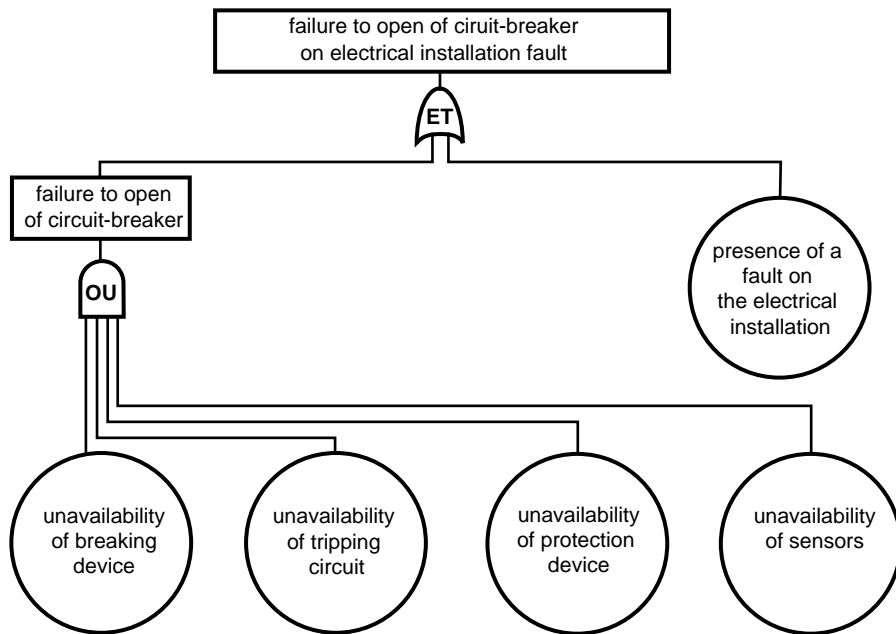 failure to open of ciruit-breaker
on electrical installation fault
ET
failure to open
of circuit-breaker
OU
presence of a
fault on
the electrical
installation
unavailability
of breaking
device
unavailability
of tripping
circuit
unavailability
of protection
device
unavailability
of sensors